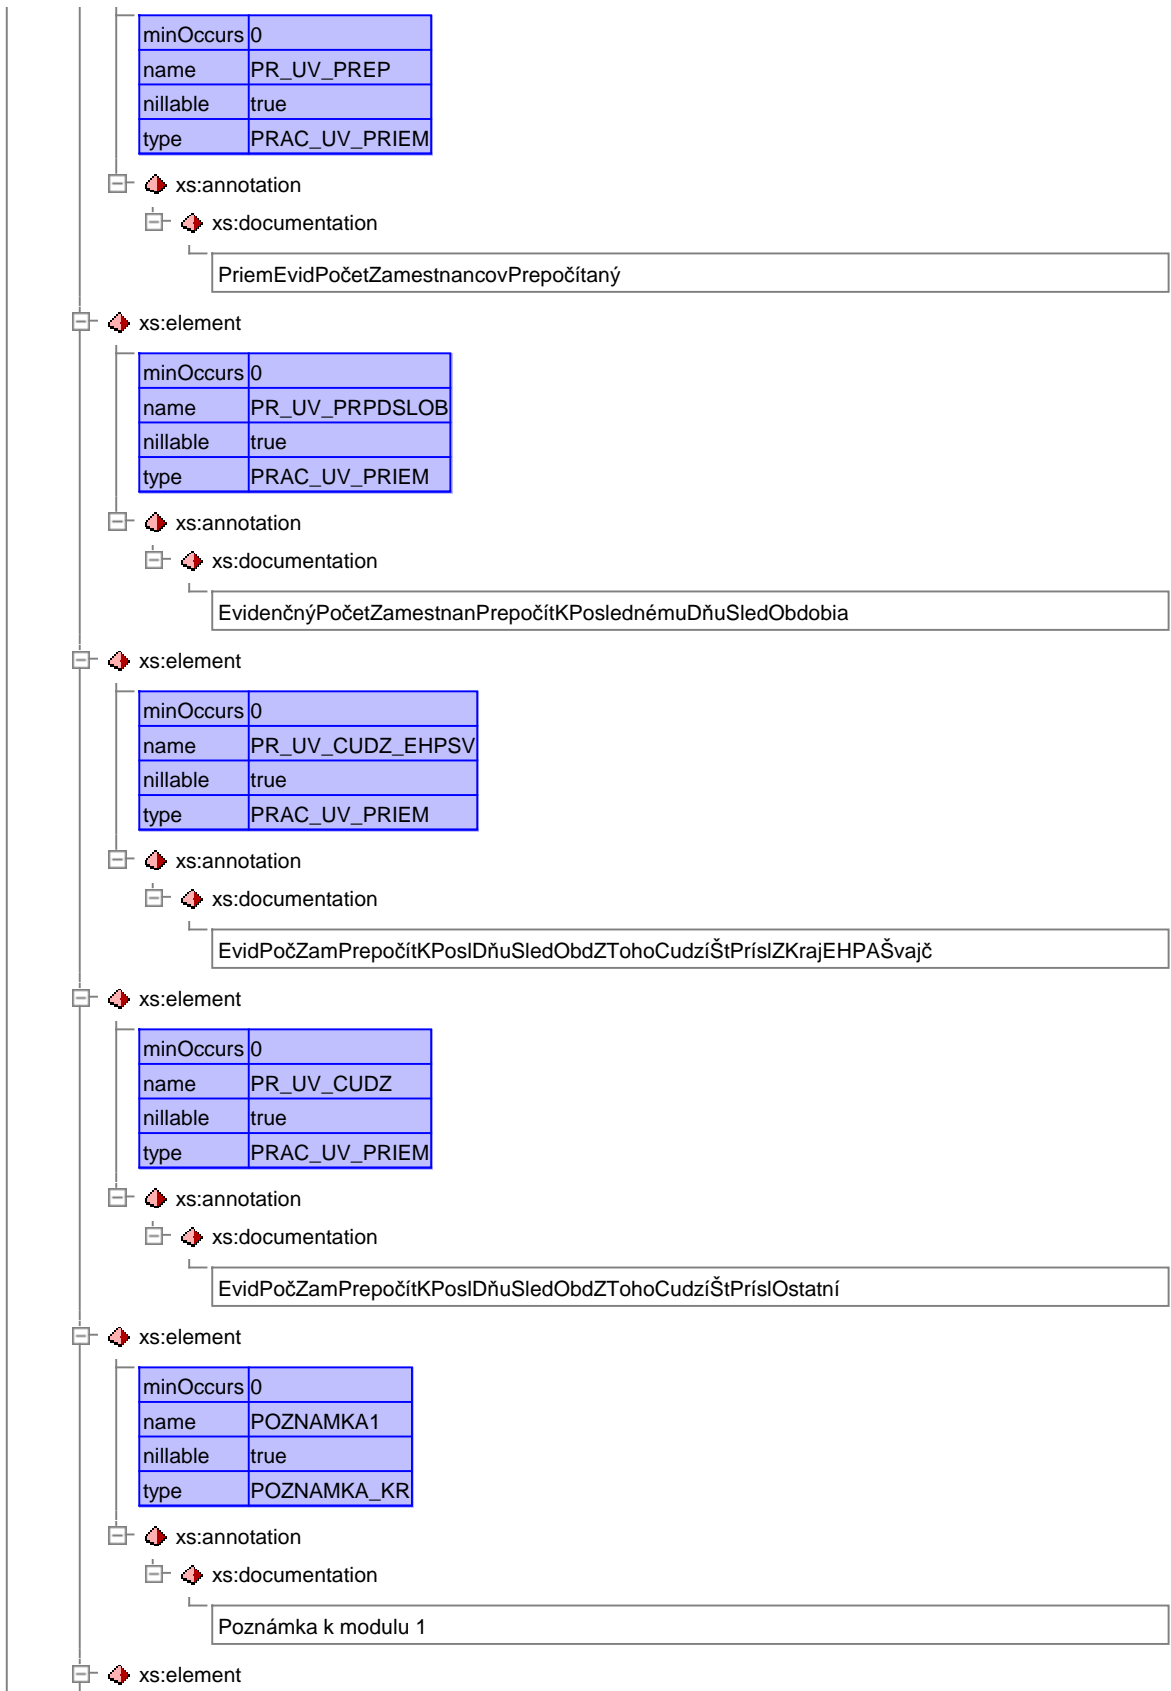 minOccurs 0
name PR_UV_PREP
nillable true
type PRAC_UV_PRIEM
xs:annotation
xs:documentation
PriemEvidPočetZamestnancovPrepočítaný
xs:element
minOccurs 0
name PR_UV_PRPDSLOB
nillable true
type PRAC_UV_PRIEM
xs:annotation
xs:documentation
EvidenčnýPočetZamestnanPrepočítKPoslednémuDňuSledObdobia
xs:element
minOccurs 0
name PR_UV_CUDZ_EHPSV
nillable true
type PRAC_UV_PRIEM
xs:annotation
xs:documentation
EvidPočZamPrepočítKPoslDňuSledObdZTohoCudzíŠtPríslZKrajEHPAŠvajč
xs:element
minOccurs 0
name PR_UV_CUDZ
nillable true
type PRAC_UV_PRIEM
xs:annotation
xs:documentation
EvidPočZamPrepočítKPoslDňuSledObdZTohoCudzíŠtPríslOstatní
xs:element
minOccurs 0
name POZNAMKA1
nillable true
type POZNAMKA_KR
xs:annotation
xs:documentation
Poznámka k modulu 1
xs:element